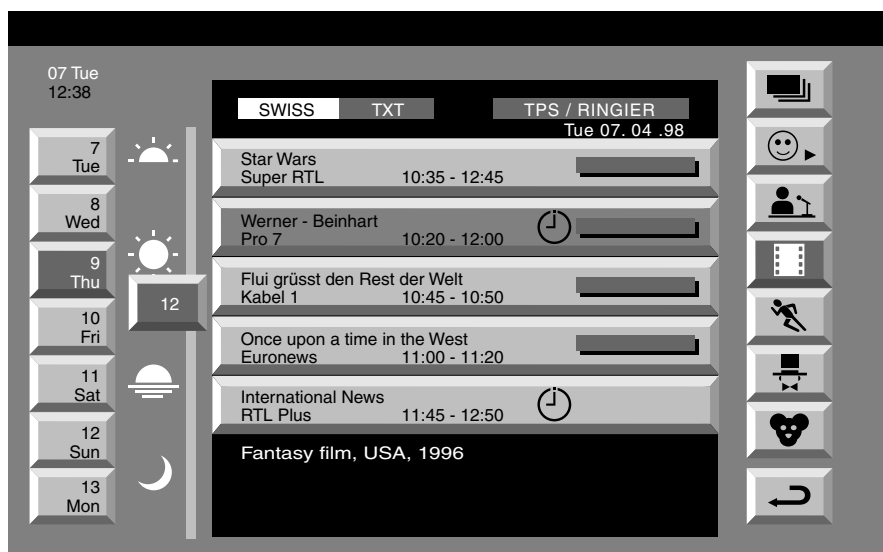 07 Tue
12:38
SWISS TXT TPS / RINGIER
Tue 07. 04 .98
7
Tue
8
Wed
9
Thu
10
Fri
11
Sat
12
Sun
13
Mon
12
Star Wars
Super RTL 10:35 - 12:45
Werner - Beinhart
Pro 7 10:20 - 12:00
Flui grüsst den Rest der Welt
Kabel 1 10:45 - 10:50
Once upon a time in the West
Euronews 11:00 - 11:20
International News
RTL Plus 11:45 - 12:50
Fantasy film, USA, 1996